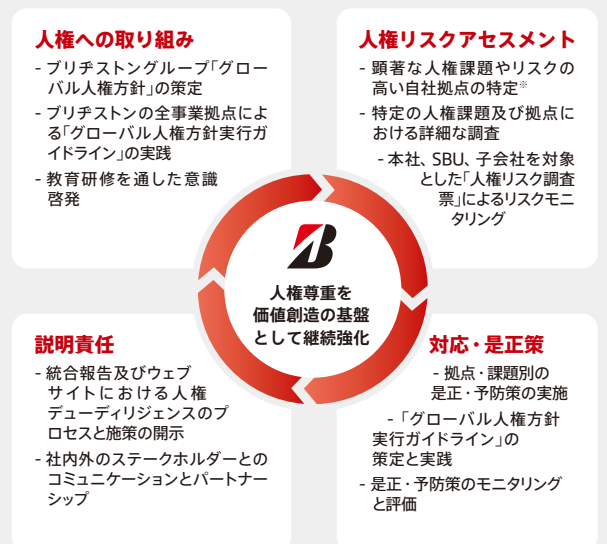 人権への取り組み
- ブリヂストングループ「グロー
バル人権方針」の策定
- ブリヂストンの全事業拠点によ
る「グローバル人権方針実行ガ
イドライン」の実践
- 教育研修を通した意識
啓発
人権リスクアセスメント
- 顕著な人権課題やリスクの
高い自社拠点の特定※
- 特定の人権課題及び拠点に
おける詳細な調査
- 本社、SBU、子会社を対象
とした「人権リスク調査
票」によるリスクモニ
タリング
人権尊重を
価値創造の基盤
として継続強化
説明責任
- 統合報告及びウェブ
サイトにおける人権
デューディリジェンスのプ
ロセスと施策の開示
- 社内外のステークホルダーとの
コミュニケーションとパートナー
シップ
対応・是正策
- 拠点・課題別の
是正・予防策の実施
- 「グローバル人権方針
実行ガイドライン」の
策定と実践
- 是正・予防策のモニタリング
と評価